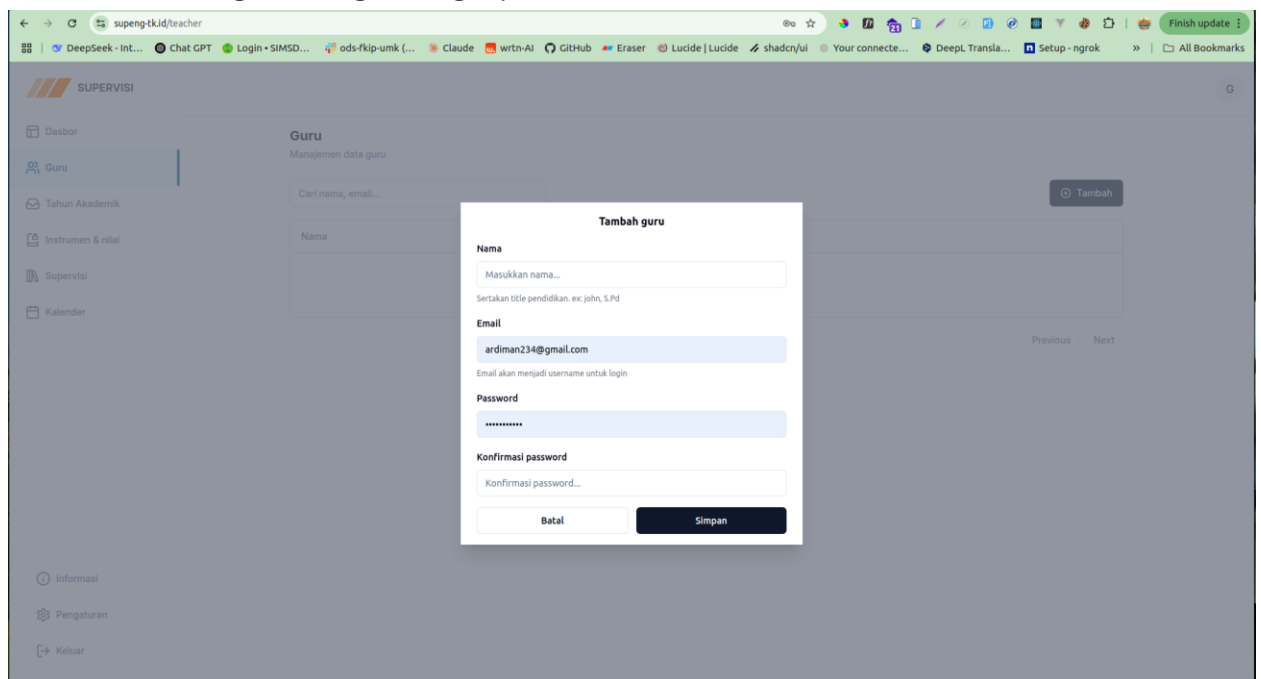 supeng-tk.id/teacher
Finish update
DeepSeek - Int... Chat GPT Login • SIMSD... ods-fkip-umk (... Claude wrtn-AI GitHub Eraser Lucide | Lucide shadcn/ui Your connecte... DeepL Transla... Setup - ngrok » All Bookmarks
21
SUPERVISI
G
Dasbor
Guru
Tahun Akademik
Instrumen & nilai
Supervisi
Kalender
Guru
Manajemen data guru
Cari nama, email...
Tambah
Nama
Tambah guru
Nama
Masukkan nama...
Sertakan title pendidikan. ex: john, S.Pd
Email
ardiman234@gmail.com
Email akan menjadi username untuk login
Password
•••••••••••
Konfirmasi password
Konfirmasi password...
Batal Simpan
Previous Next
Informasi
Pengaturan
Keluar